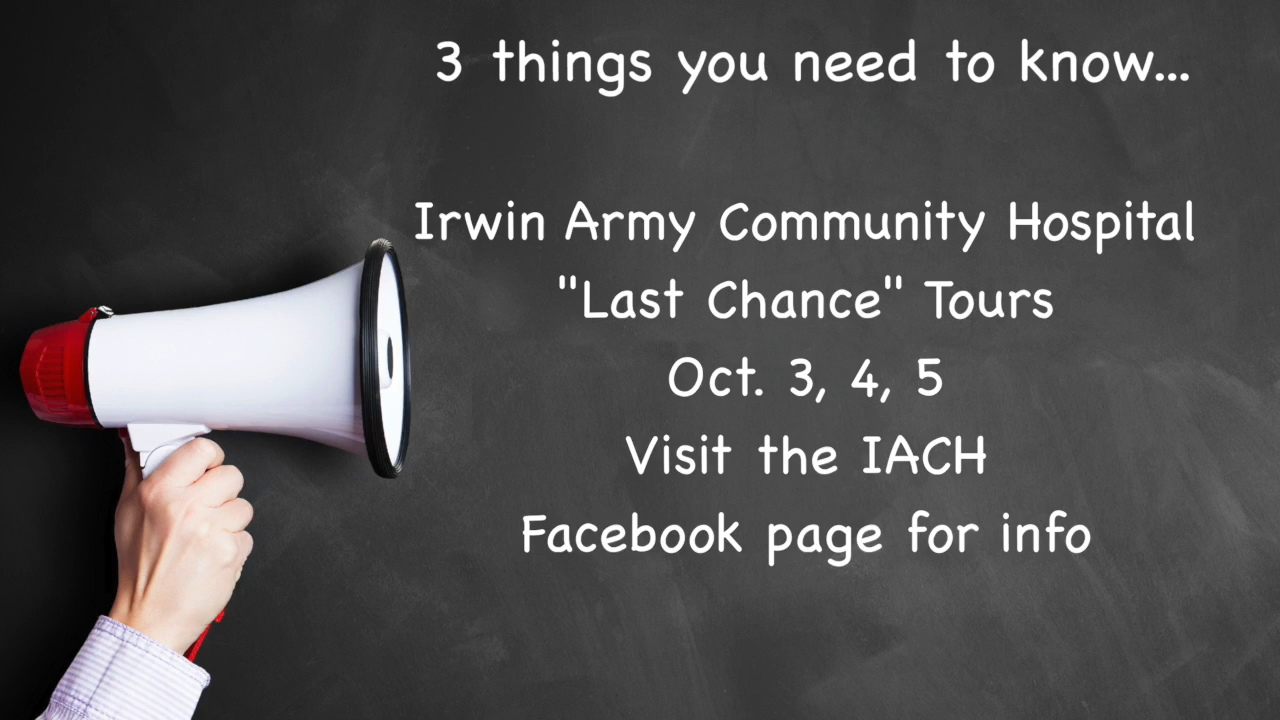 3 things you need to know...
Irwin Army Community Hospital
"Last Chance" Tours
Oct. 3, 4, 5
Visit the IACH
Facebook page for info